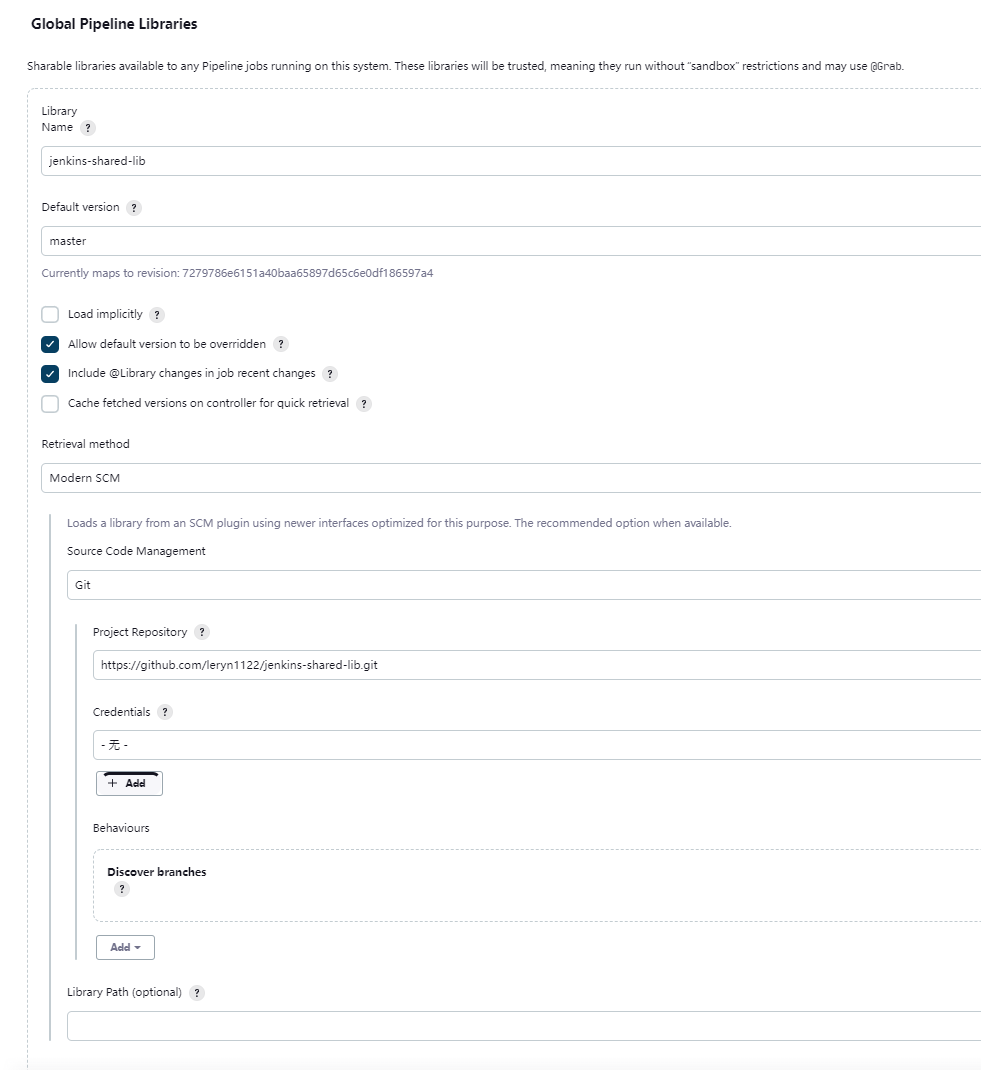 Global Pipeline Libraries
Sharable libraries available to any Pipeline jobs running on this system. These libraries will be trusted, meaning they run without "sandbox" restrictions and may use @Grab.
Library
Name ?
jenkins-shared-lib
Default version ?
master
Currently maps to revision: 7279786e6151a40baa65897d65c6e0df186597a4
Load implicitly ?
Allow default version to be overridden ?
Include @Library changes in job recent changes ?
Cache fetched versions on controller for quick retrieval ?
Retrieval method
Modern SCM
Loads a library from an SCM plugin using newer interfaces optimized for this purpose. The recommended option when available.
Source Code Management
Git
Project Repository ?
https://github.com/leryn1122/jenkins-shared-lib.git
Credentials ?
- 无 -
+ Add
Behaviours
Discover branches
?
Add
Library Path (optional) ?